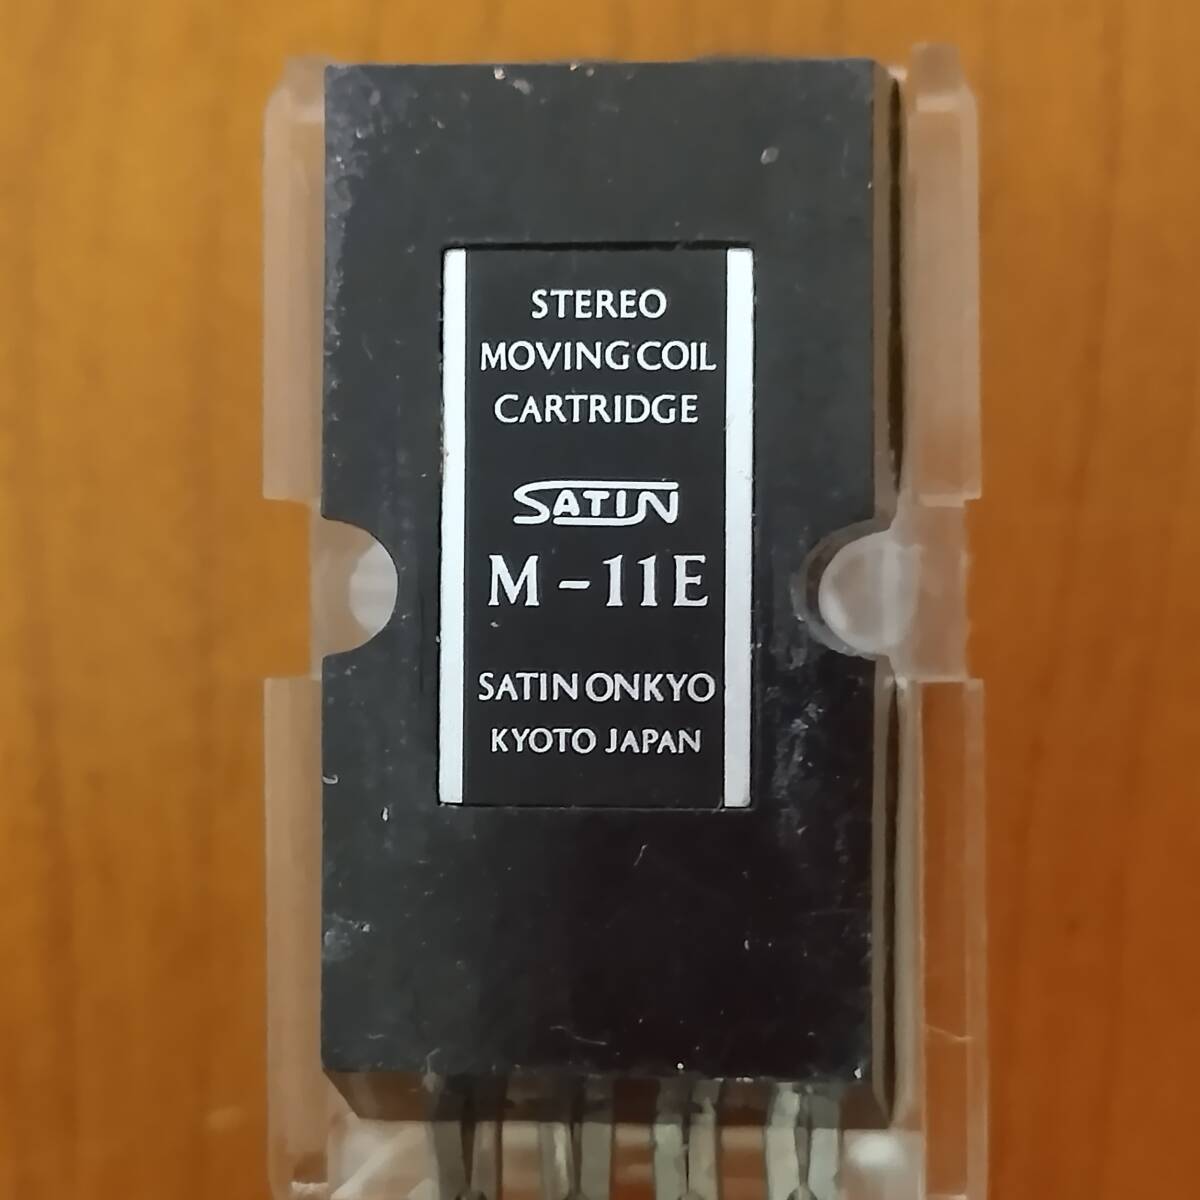 STEREO
MOVING COIL
CARTRIDGE
SATIN
M-11E
SATIN ONKYO
KYOTO JAPAN